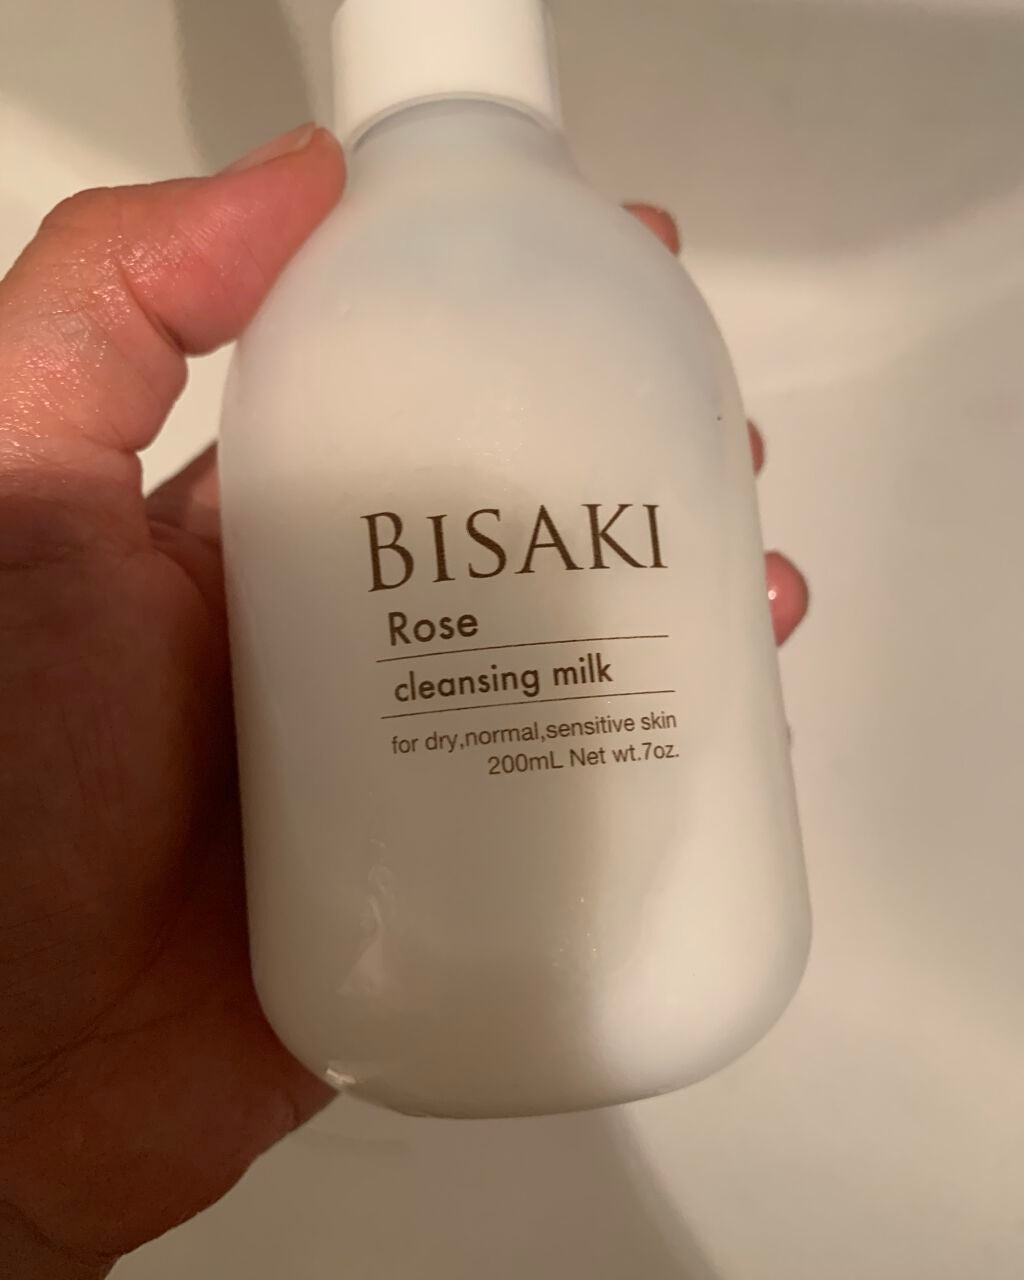 BISAKI
Rose
cleansing milk
for dry,normal,sensitive skin
200mL Net wt.7oz.